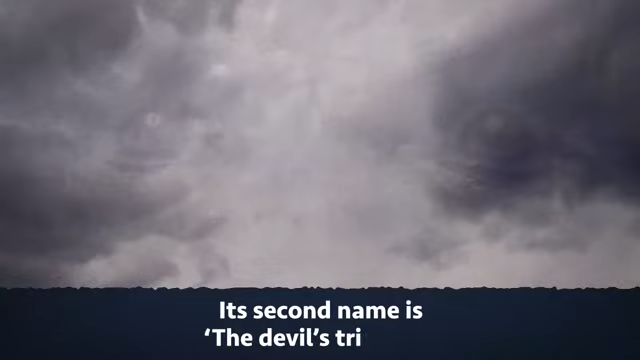 Its second name is
‘The devil’s tri